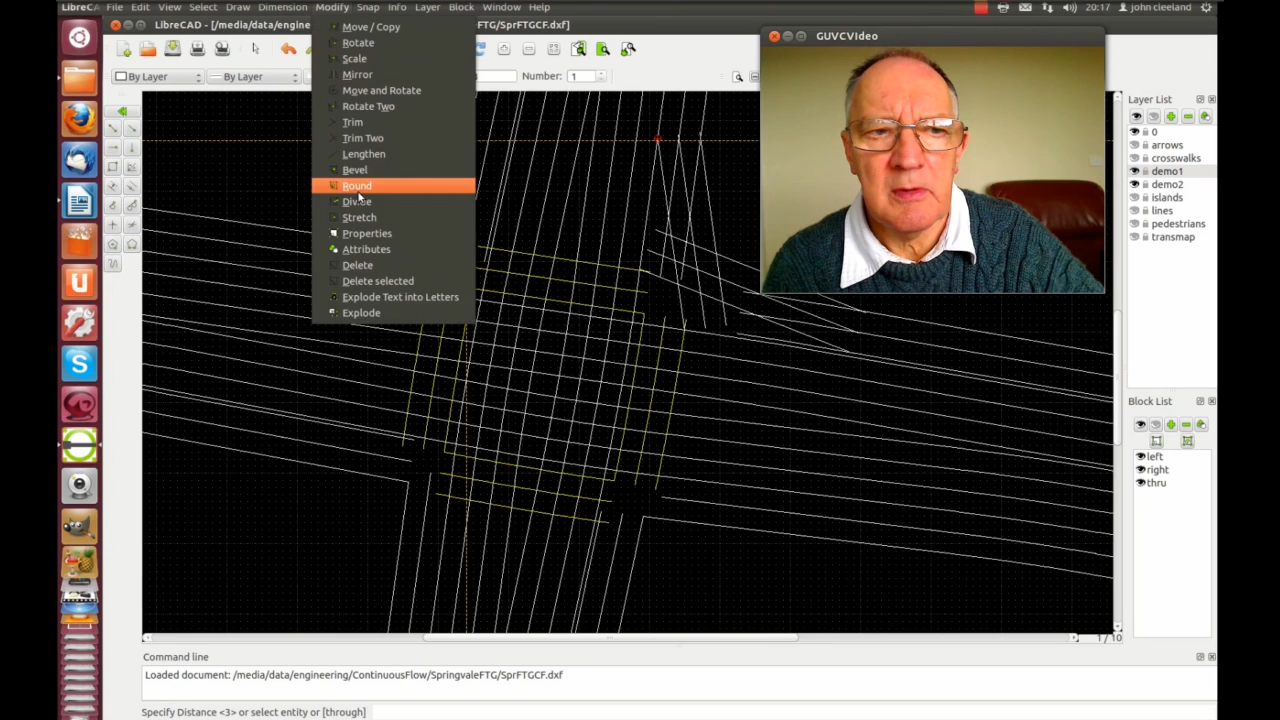 LibreC Modify Snap Info Layer Block Window Help File Edit View Select Draw Dimension 20:17 john cleeland
LibreCAD - [/media/data/engine FTG/SprFTGCF.dxf]
GUVCVIdeo
By Layer By Layer Number: 1
Move / Copy
Rotate
Scale
Mirror
Move and Rotate
Rotate Two
Trim
Trim Two
Lengthen
Bevel
Round
Divide
Stretch
Properties
Attributes
Delete
Delete selected
Explode Text into Letters
Explode
Layer List
0
arrows
crosswalks
demo1
demo2
islands
lines
pedestrians
transmap
Block List
left
right
thru
1 / 10
Command line
Loaded document: /media/data/engineering/ContinuousFlow/SpringvaleFTG/SprFTGCF.dxf
Specify Distance <3> or select entity or [through]